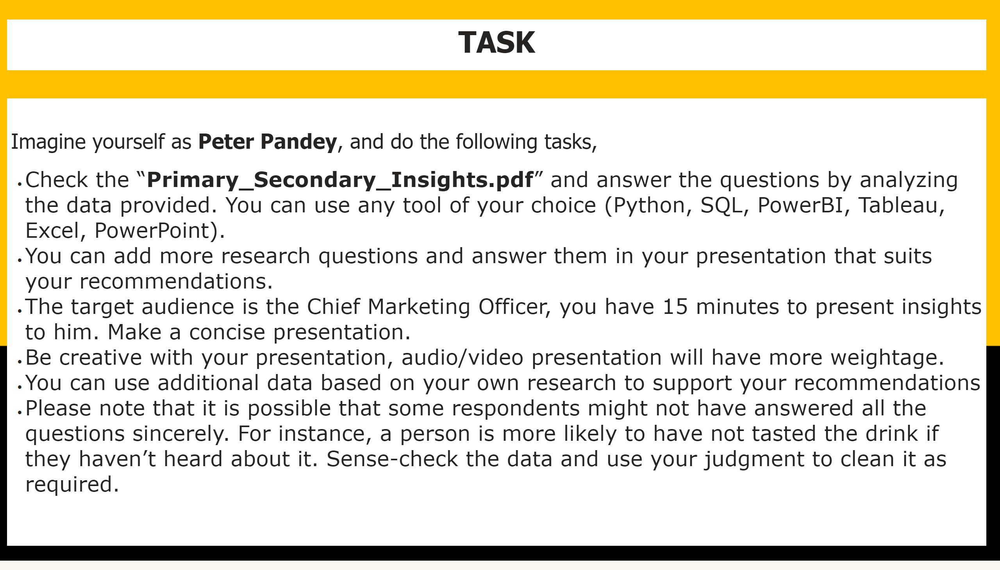 TASK
Imagine yourself as Peter Pandey, and do the following tasks,
•Check the “Primary_Secondary_Insights.pdf” and answer the questions by analyzing
the data provided. You can use any tool of your choice (Python, SQL, PowerBI, Tableau,
Excel, PowerPoint).
•You can add more research questions and answer them in your presentation that suits
your recommendations.
•The target audience is the Chief Marketing Officer, you have 15 minutes to present insights
to him. Make a concise presentation.
•Be creative with your presentation, audio/video presentation will have more weightage.
•You can use additional data based on your own research to support your recommendations
•Please note that it is possible that some respondents might not have answered all the
questions sincerely. For instance, a person is more likely to have not tasted the drink if
they haven’t heard about it. Sense-check the data and use your judgment to clean it as
required.